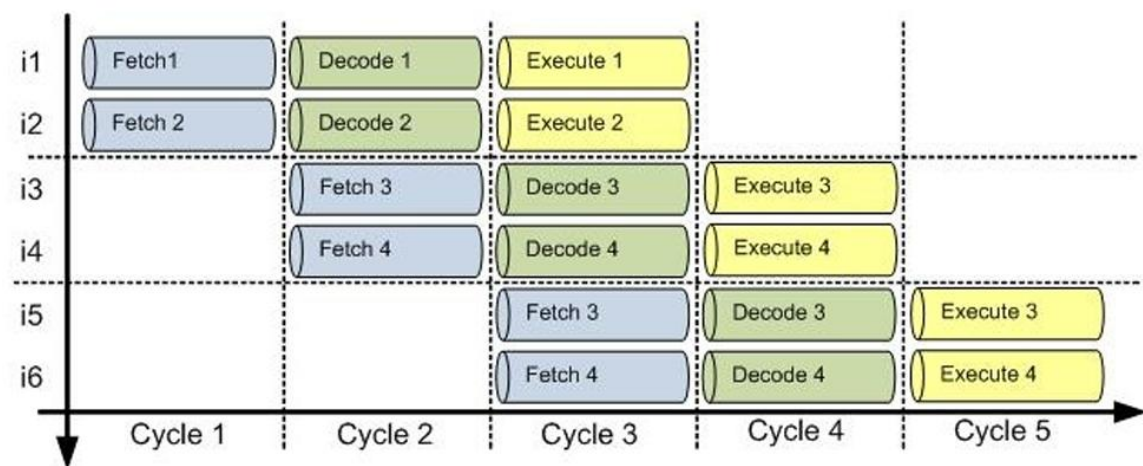 i1 Fetch1 Decode 1 Execute 1
i2 Fetch 2 Decode 2 Execute 2
i3 Fetch 3 Decode 3 Execute 3
i4 Fetch 4 Decode 4 Execute 4
i5 Fetch 3 Decode 3 Execute 3
i6 Fetch 4 Decode 4 Execute 4
Cycle 1 Cycle 2 Cycle 3 Cycle 4 Cycle 5